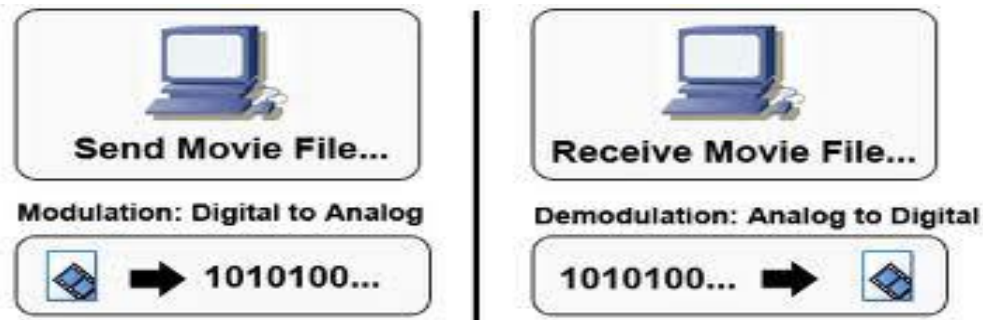 Send Movie File...
Modulation: Digital to Analog
1010100...
Receive Movie File...
Demodulation: Analog to Digital
1010100...